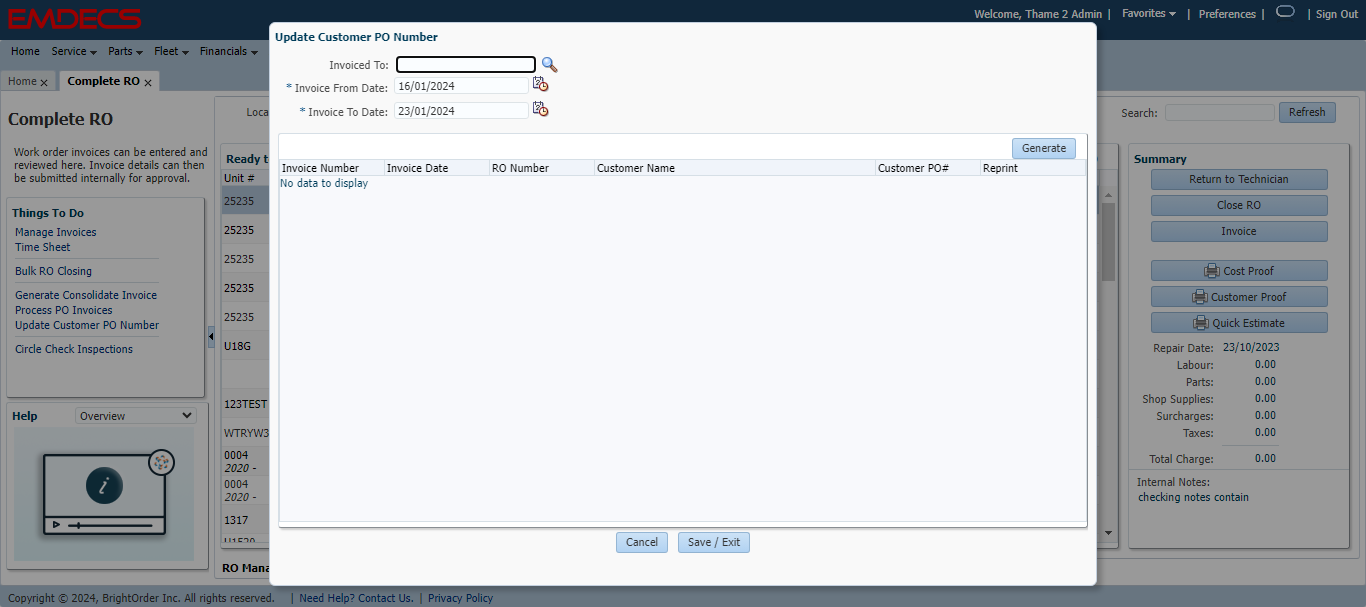 EMDECS
Welcome, Thame 2 Admin | Favorites | Preferences | | Sign Out
Home Service Parts Fleet Financials
Home x Complete RO x
Complete RO
Work order invoices can be entered and
reviewed here. Invoice details can then
be submitted internally for approval.
Things To Do
Manage Invoices
Time Sheet
Bulk RO Closing
Generate Consolidate Invoice
Process PO Invoices
Update Customer PO Number
Circle Check Inspections
Help Overview
i
Loca
Ready t
Unit #
25235
25235
25235
25235
25235
U18G
123TEST
WTRYW3
0004
2020 -
0004
2020 -
1317
U1520
RO Mana
Update Customer PO Number
Invoiced To:
* Invoice From Date: 16/01/2024
* Invoice To Date: 23/01/2024
Generate
Invoice Number Invoice Date RO Number Customer Name Customer PO# Reprint
No data to display
Cancel Save / Exit
Search: Refresh
Summary
Return to Technician
Close RO
Invoice
Cost Proof
Customer Proof
Quick Estimate
Repair Date: 23/10/2023
Labour: 0.00
Parts: 0.00
Shop Supplies: 0.00
Surcharges: 0.00
Taxes: 0.00
Total Charge: 0.00
Internal Notes:
checking notes contain
Copyright © 2024, BrightOrder Inc. All rights reserved. | Need Help? Contact Us. | Privacy Policy